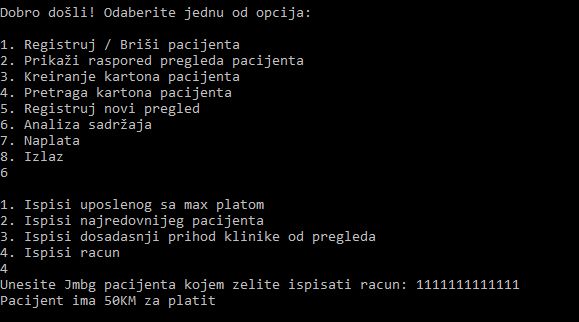 Dobro došli! Odaberite jednu od opcija:
1. Registruj / Briši pacijenta
2. Prikaži raspored pregleda pacijenta
3. Kreiranje kartona pacijenta
4. Pretraga kartona pacijenta
5. Registruj novi pregled
6. Analiza sadržaja
7. Naplata
8. Izlaz
6
1. Ispisi uposlenog sa max platom
2. Ispisi najredovnijeg pacijenta
3. Ispisi dosadasnji prihod klinike od pregleda
4. Ispisi racun
4
Unesite Jmbg pacijenta kojem zelite ispisati racun: 1111111111111
Pacijent ima 50KM za platit